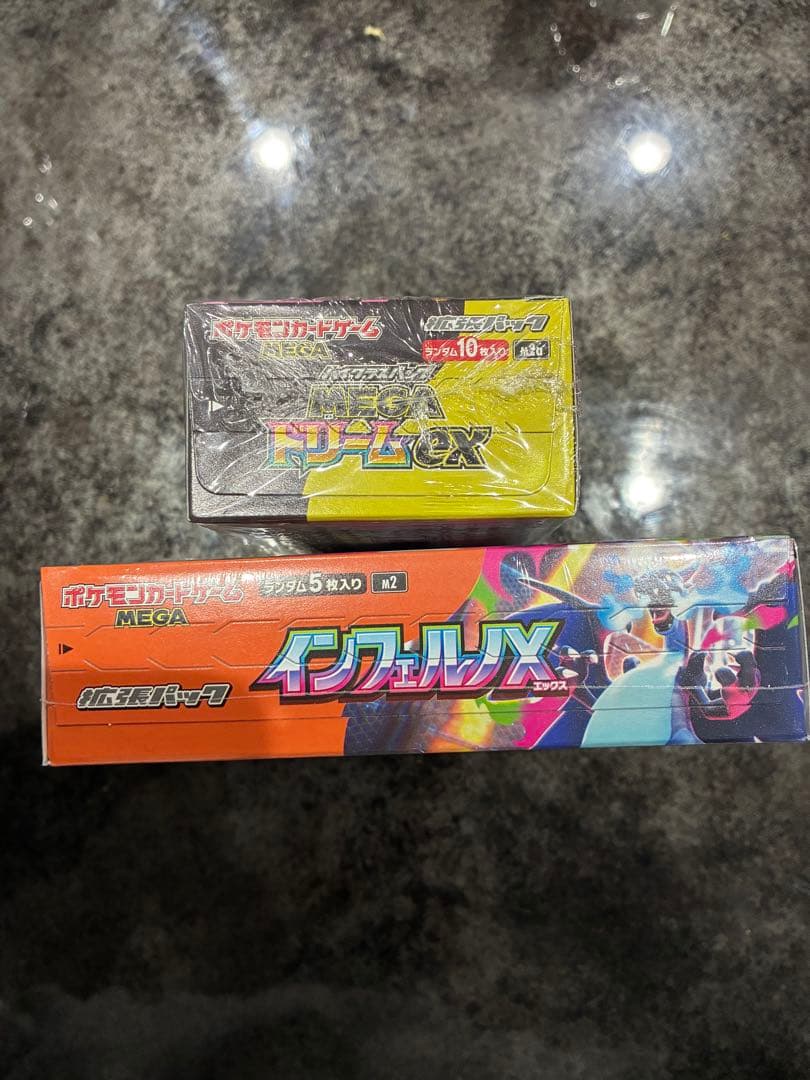 ポケモンカードゲーム
MEGA
拡張パック
ランダム10枚入り M2a
ハイクラスパック
MEGA
ドリームex
ポケモンカードゲーム
MEGA
ランダム5枚入り M2
インフェルノX
エックス
拡張パック